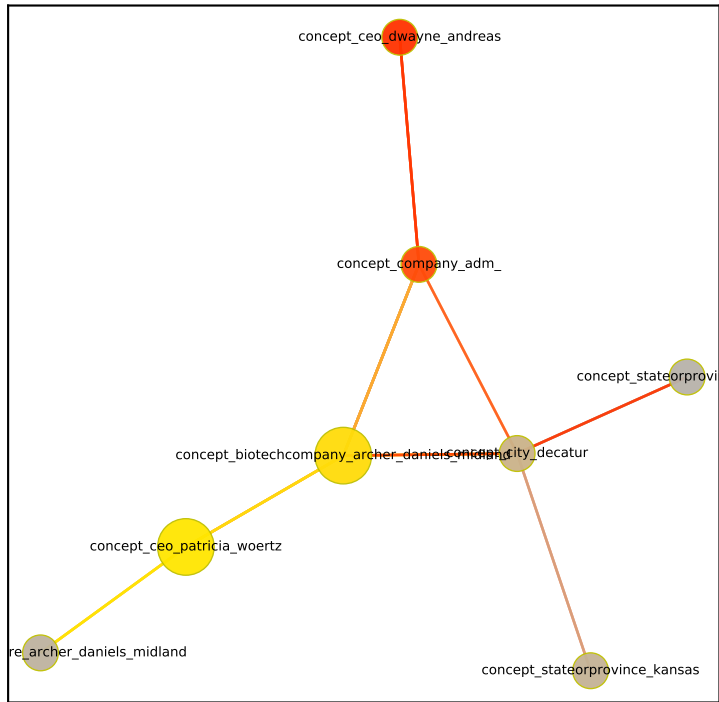 concept_ceo_dwayne_andreas
concept_company_adm_
concept_stateorprovi
concept_biotechcompany_archer_daniels_midland
concept_city_decatur
concept_ceo_patricia_woertz
re_archer_daniels_midland
concept_stateorprovince_kansas